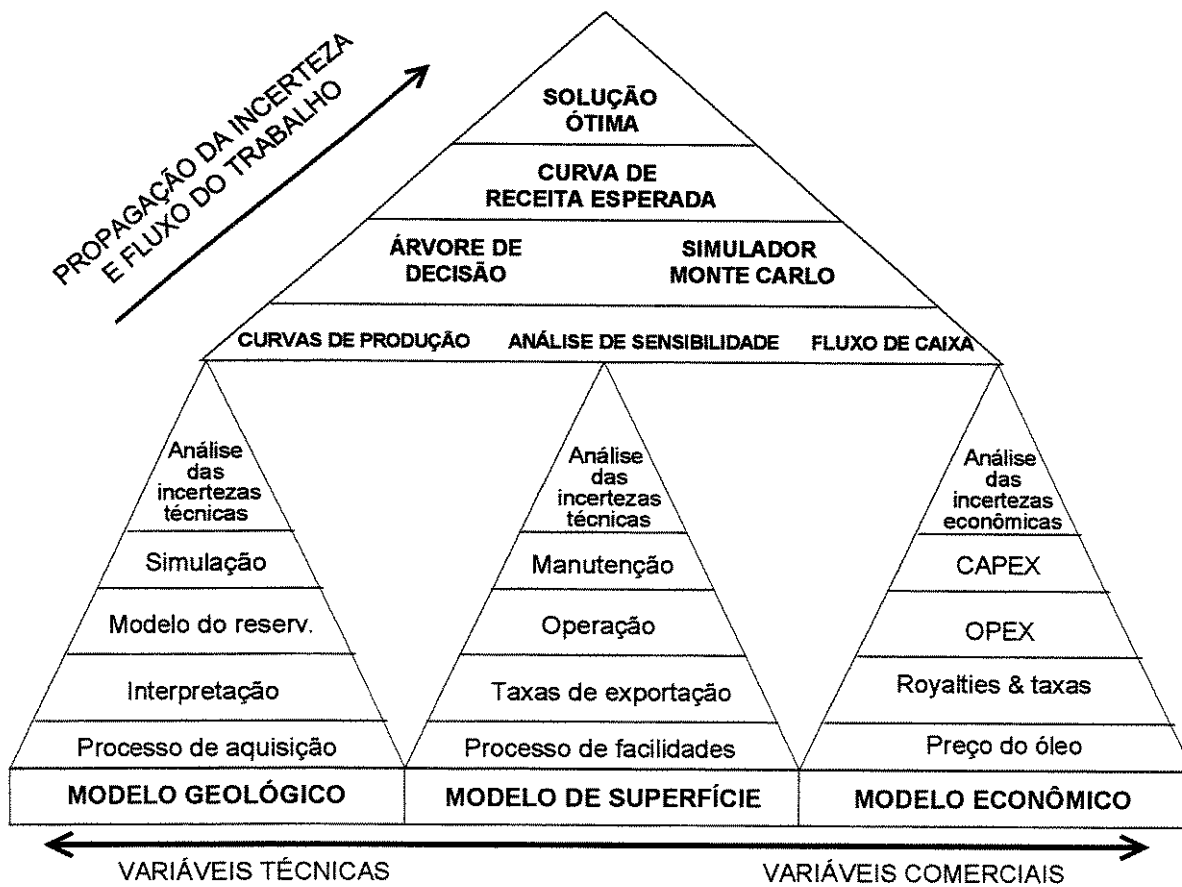 PROPAGAÇÃO DA INCERTEZA
E FLUXO DO TRABALHO
SOLUÇÃO
ÓTIMA
CURVA DE
RECEITA ESPERADA
ÁRVORE DE
DECISÃO
SIMULADOR
MONTE CARLO
CURVAS DE PRODUÇÃO
ANÁLISE DE SENSIBILIDADE
FLUXO DE CAIXA
Análise
das
incertezas
técnicas
Simulação
Modelo do reserv.
Interpretação
Processo de aquisição
MODELO GEOLÓGICO
Análise
das
incertezas
técnicas
Manutenção
Operação
Taxas de exportação
Processo de facilidades
MODELO DE SUPERFÍCIE
Análise
das
incertezas
econômicas
CAPEX
OPEX
Royalties & taxas
Preço do óleo
MODELO ECONÔMICO
VARIÁVEIS TÉCNICAS
VARIÁVEIS COMERCIAIS